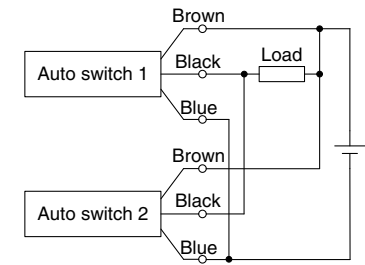 Brown
Auto switch 1
Black
Load
Blue
Brown
Auto switch 2
Black
Blue